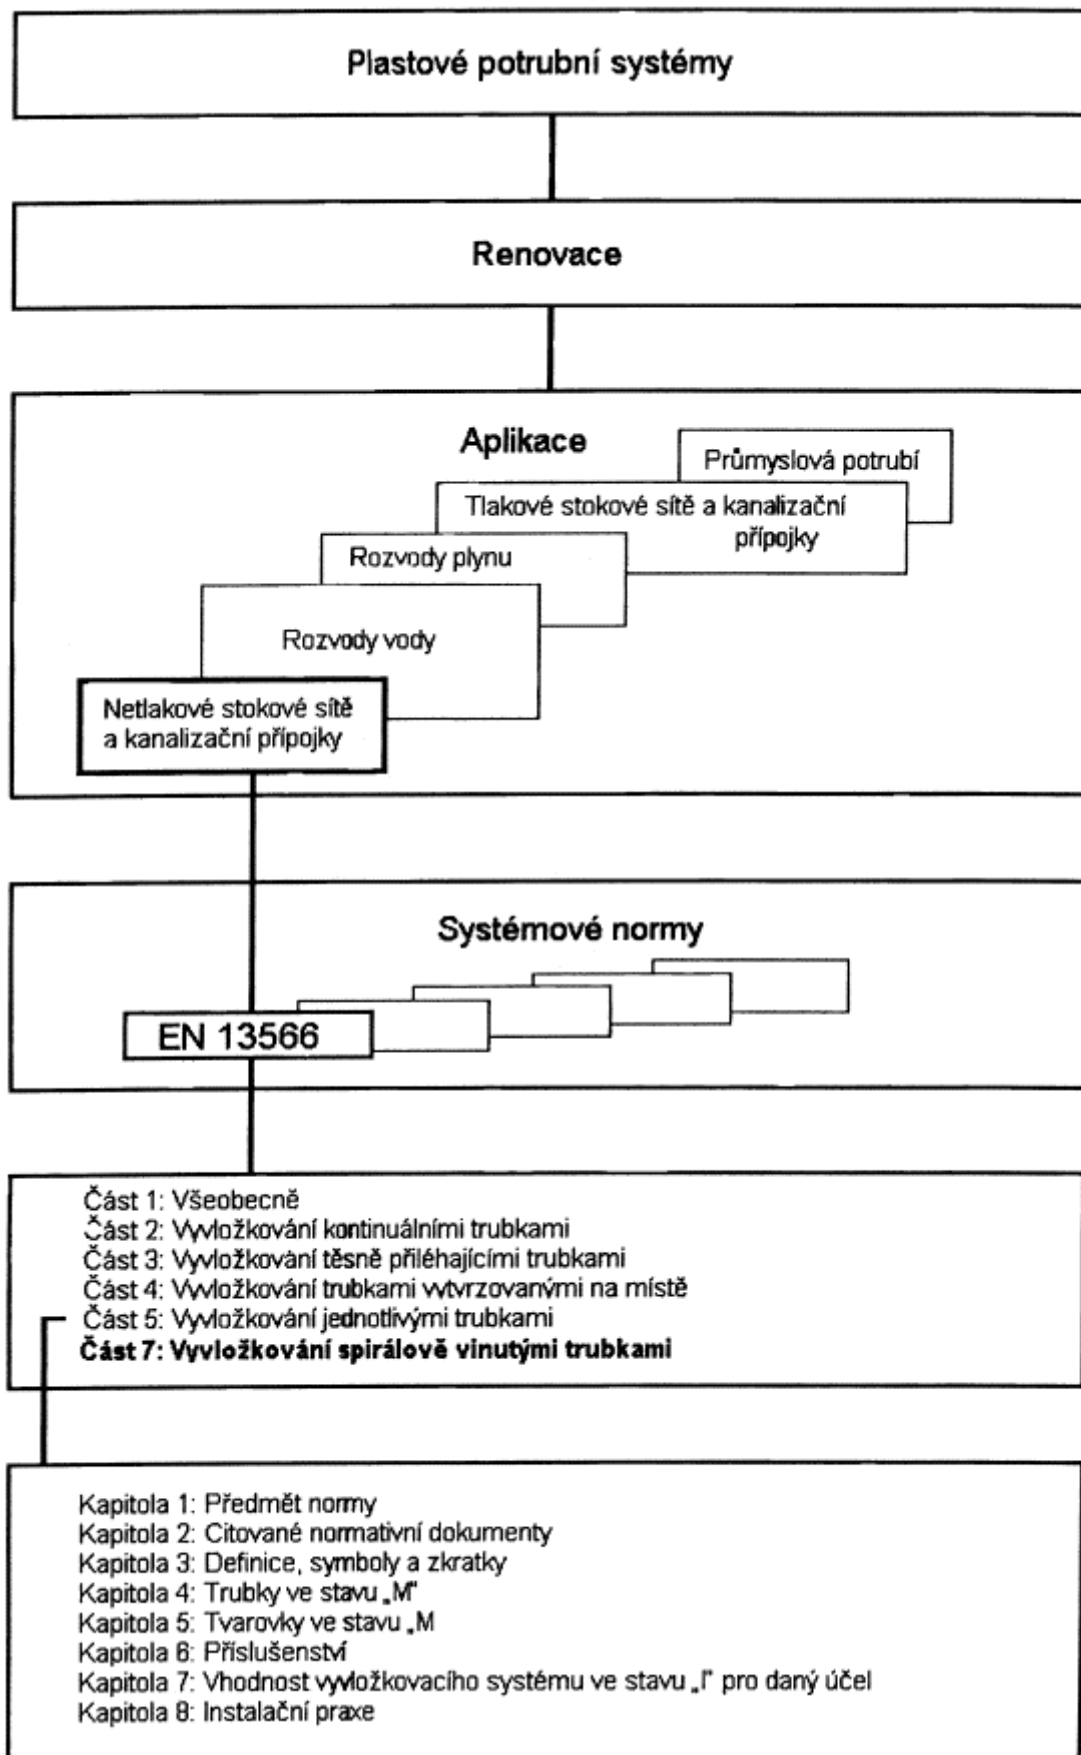 Plastové potrubní systémy
Renovace
Aplikace
Průmyslová potrubí
Tlakové stokové sítě a kanalizační
přípojky
Rozvody plynu
Rozvody vody
Netlakové stokové sítě
a kanalizační přípojky
Systémové normy
EN 13566
Část 1: Všeobecně
Část 2: Vyvložkování kontinuálními trubkami
Část 3: Vyvložkování těsně přiléhajícími trubkami
Část 4: Vyvložkování trubkami vytvrzovanými na místě
Část 5: Vyvložkování jednotlivými trubkami
Část 7: Vyvložkování spirálově vinutými trubkami
Kapitola 1: Předmět normy
Kapitola 2: Citované normativní dokumenty
Kapitola 3: Definice, symboly a zkratky
Kapitola 4: Trubky ve stavu „M"
Kapitola 5: Tvarovky ve stavu „M
Kapitola 6: Příslušenství
Kapitola 7: Vhodnost vyvložkovacího systému ve stavu „I" pro daný účel
Kapitola 8: Instalační praxe